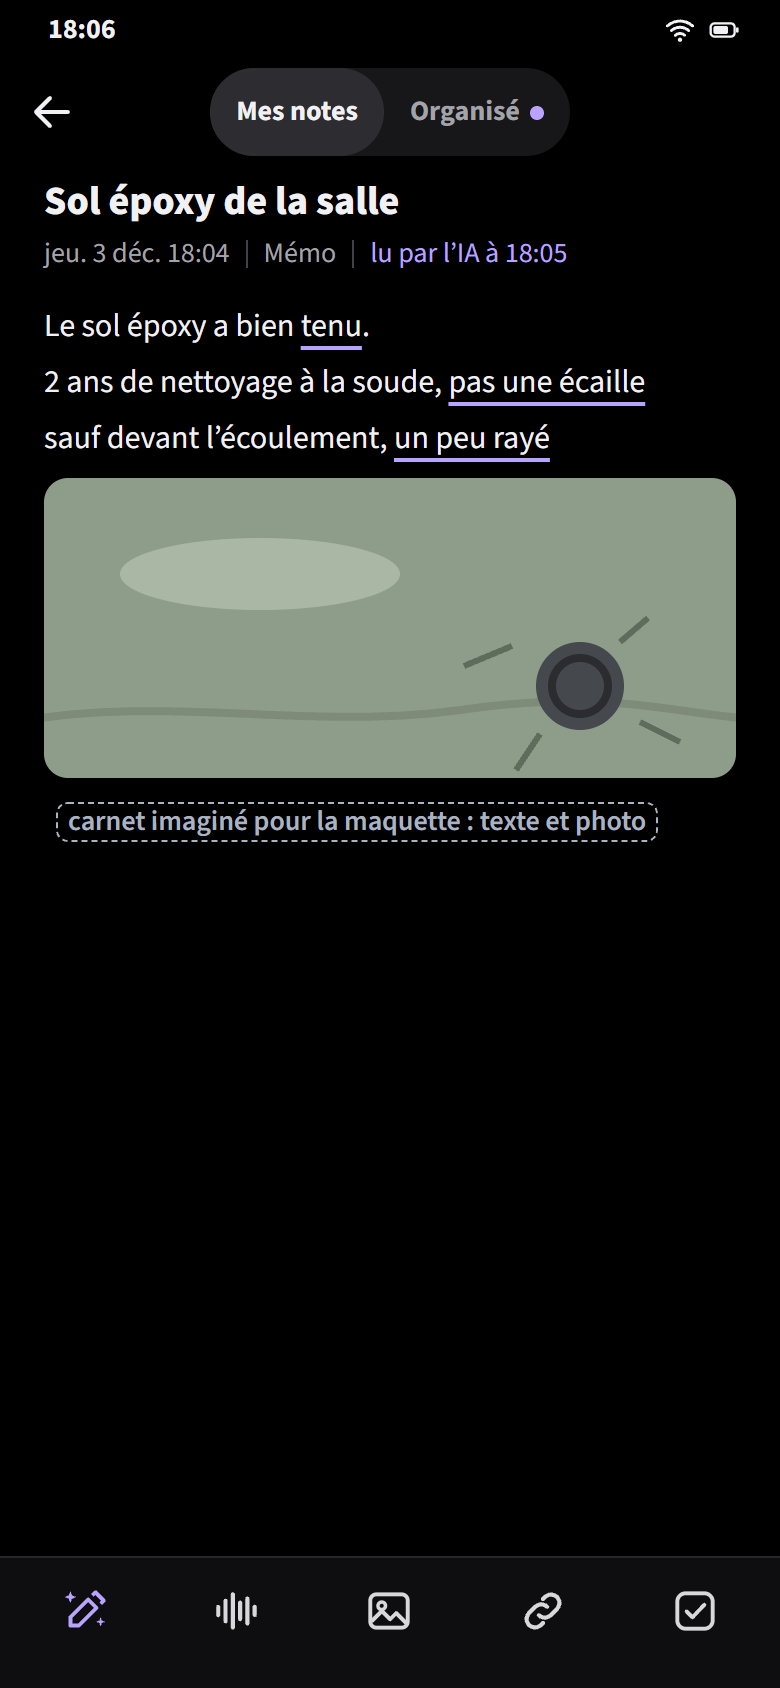 18:06
Mes notes
Organisé
Sol époxy de la salle
jeu. 3 déc. 18:04 | Mémo | lu par l’IA à 18:05
Le sol époxy a bien tenu.
2 ans de nettoyage à la soude, pas une écaille
sauf devant l’écoulement, un peu rayé
carnet imaginé pour la maquette : texte et photo